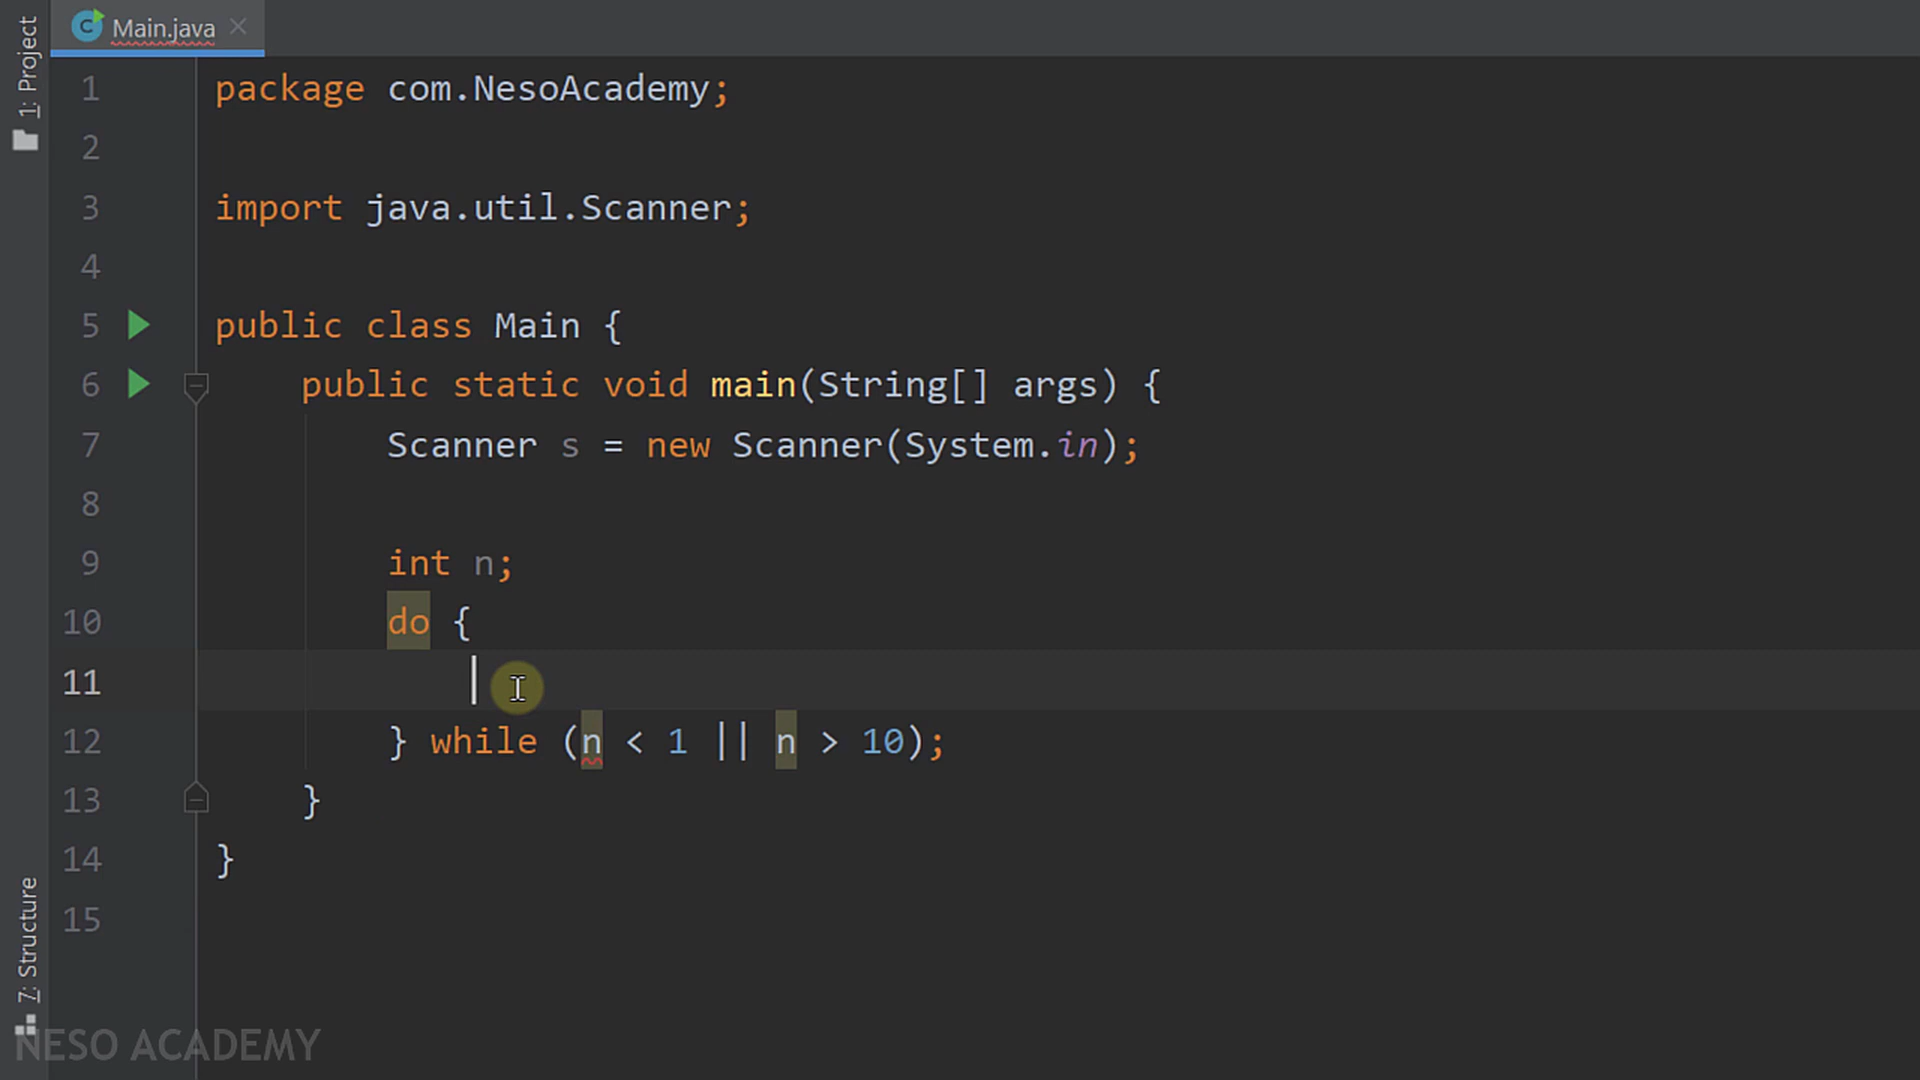 Main.java
1: Project
1 package com.NesoAcademy;
2
3 import java.util.Scanner;
4
5 public class Main {
6 public static void main(String[] args) {
7 Scanner s = new Scanner(System.in);
8
9 int n;
10 do {
11
12 } while (n < 1 || n > 10);
13 }
14 }
15
7: Structure
NESO ACADEMY